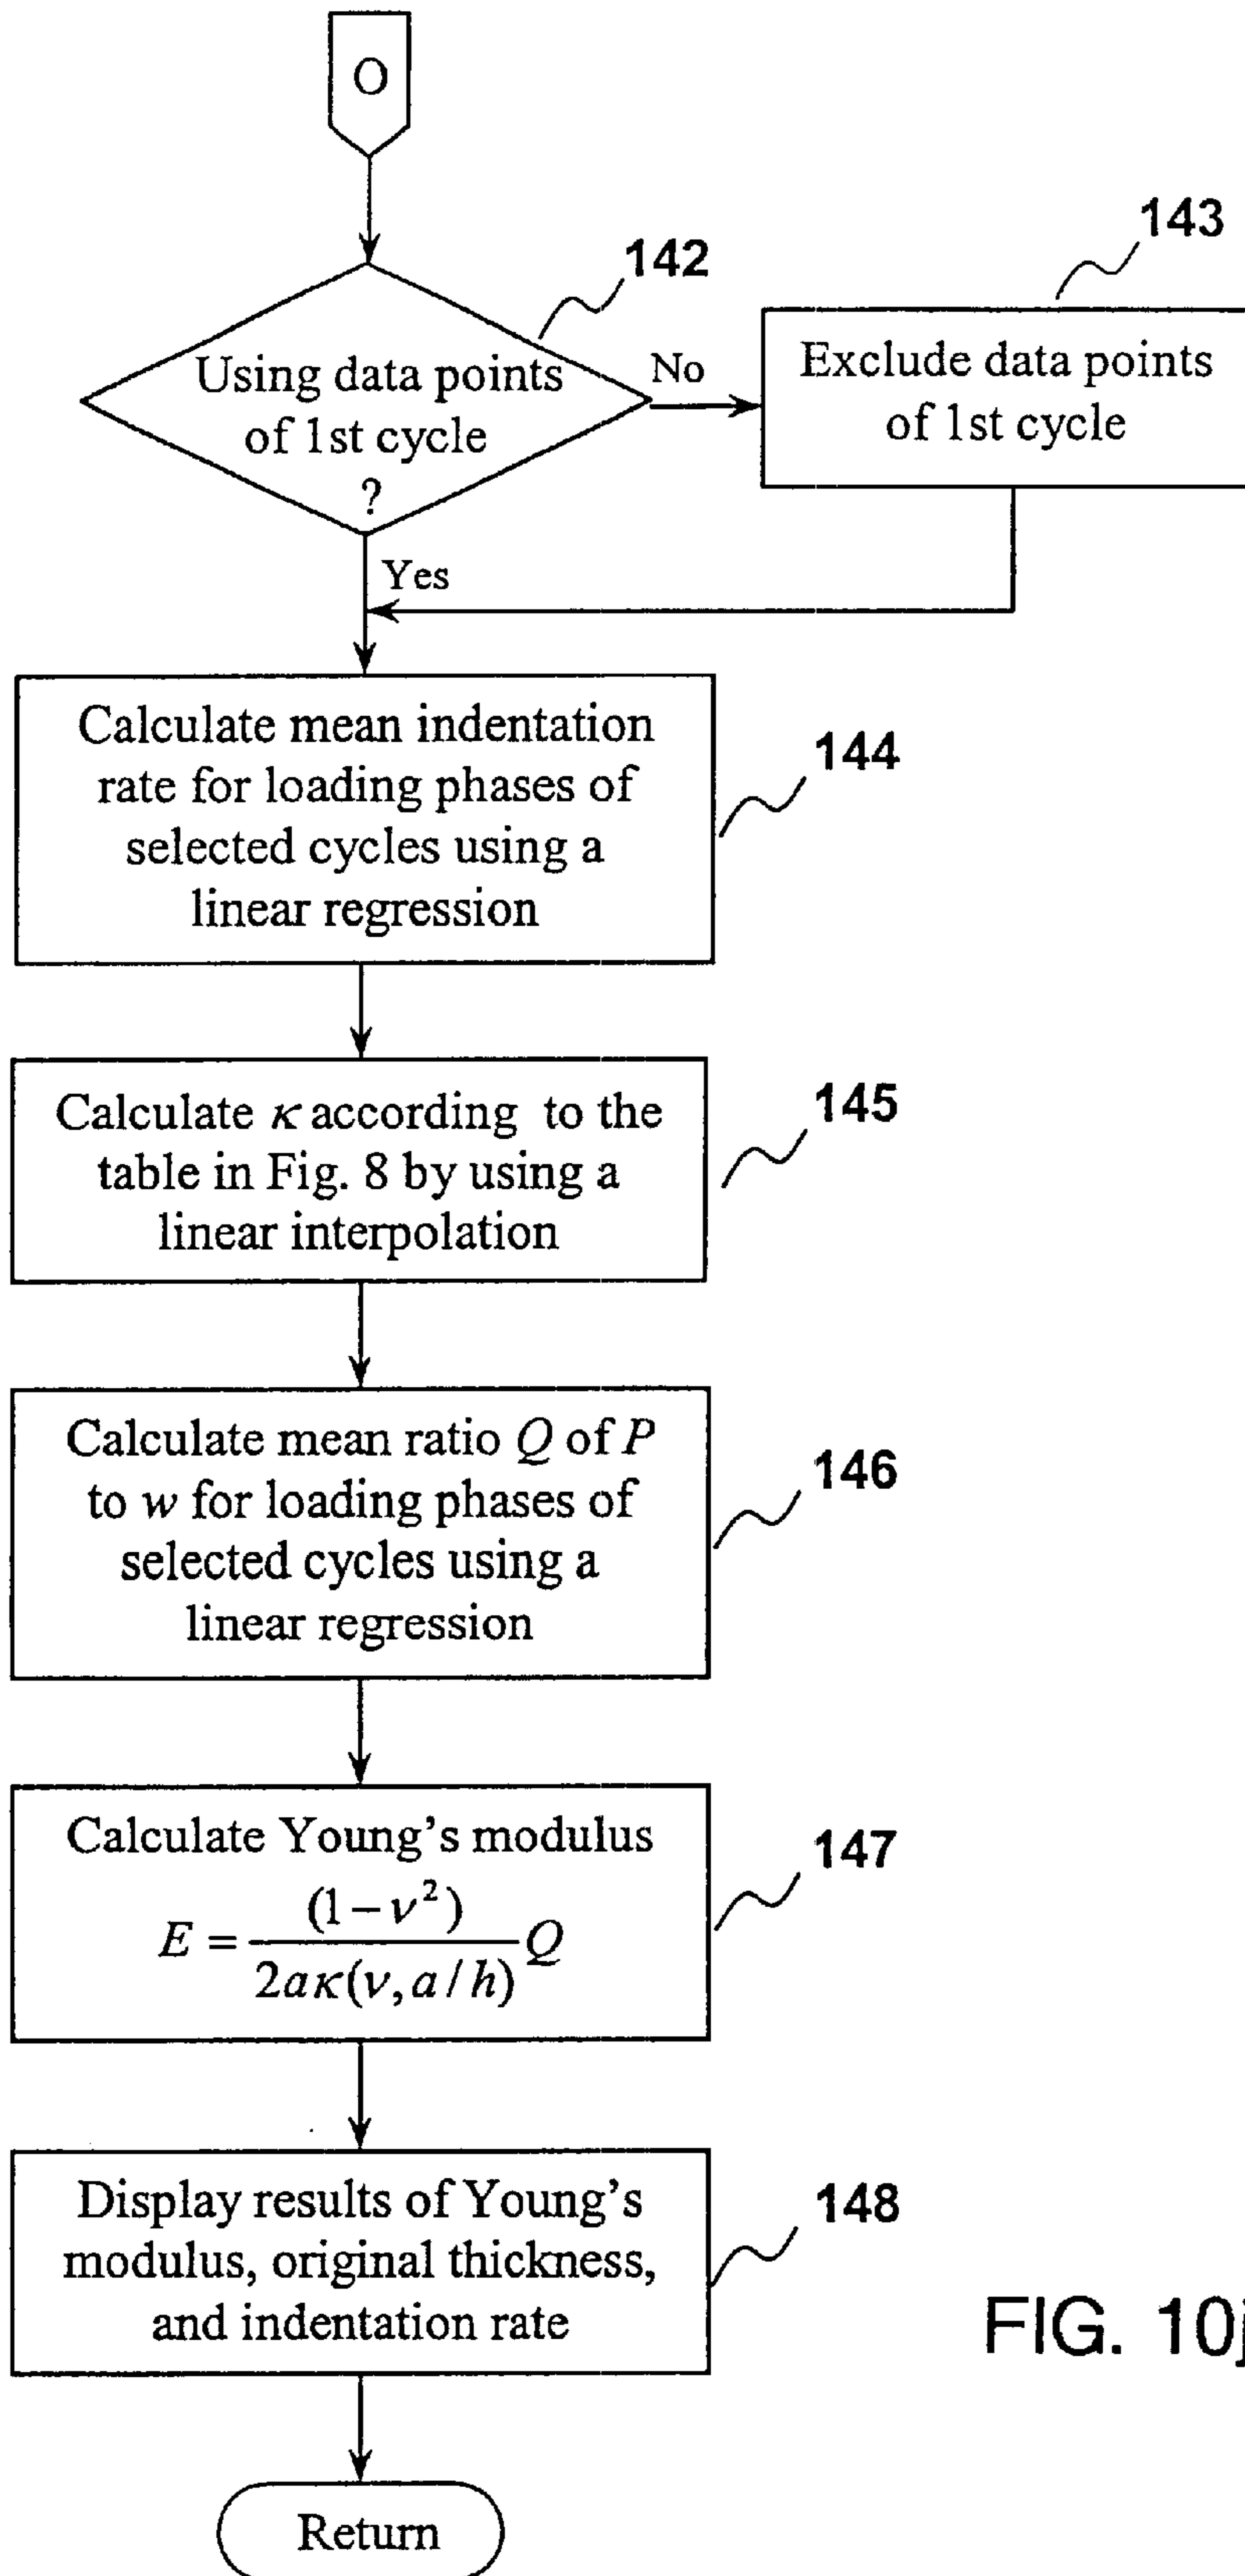 O
142
143
Using data points
of 1st cycle
?
No
Exclude data points
of 1st cycle
Yes
Calculate mean indentation
rate for loading phases of
selected cycles using a
linear regression
144
Calculate κ according to the
table in Fig. 8 by using a
linear interpolation
145
Calculate mean ratio Q of P
to w for loading phases of
selected cycles using a
linear regression
146
Calculate Young's modulus
E = (1-ν²) / 2aκ(ν,a/h) Q
147
Display results of Young's
modulus, original thickness,
and indentation rate
148
FIG. 10j
Return